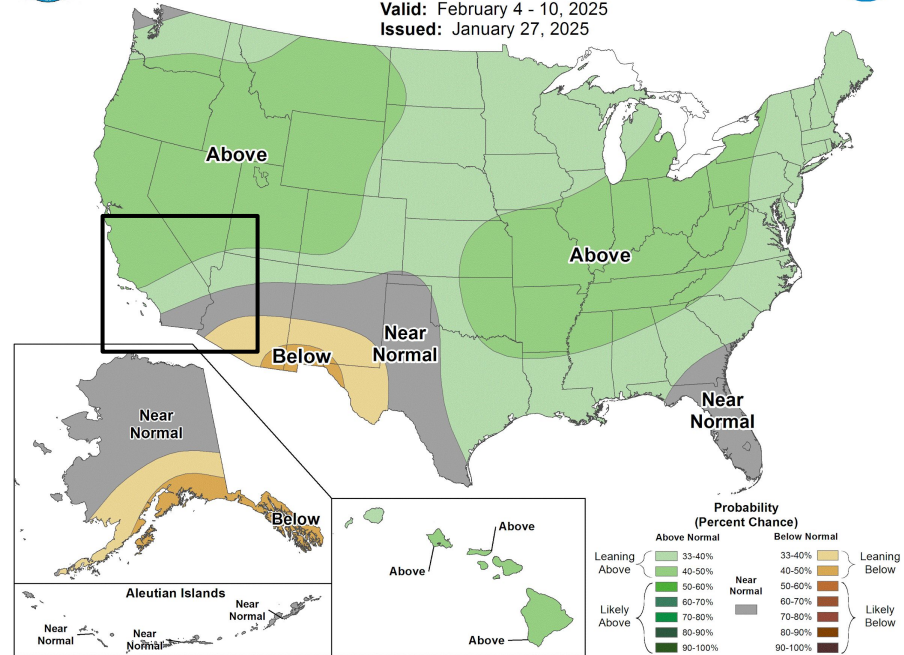 Valid: February 4 - 10, 2025
Issued: January 27, 2025
Above
Above
Near
Normal
Below
Near
Normal
Near
Normal
Below
Above
Above
Above
Aleutian Islands
Near
Normal
Near
Normal
Near
Normal
Probability
(Percent Chance)
Above Normal
Below Normal
Leaning
Above
33-40%
40-50%
50-60%
60-70%
70-80%
80-90%
90-100%
Likely
Above
Near
Normal
33-40%
40-50%
50-60%
60-70%
70-80%
80-90%
90-100%
Leaning
Below
Likely
Below